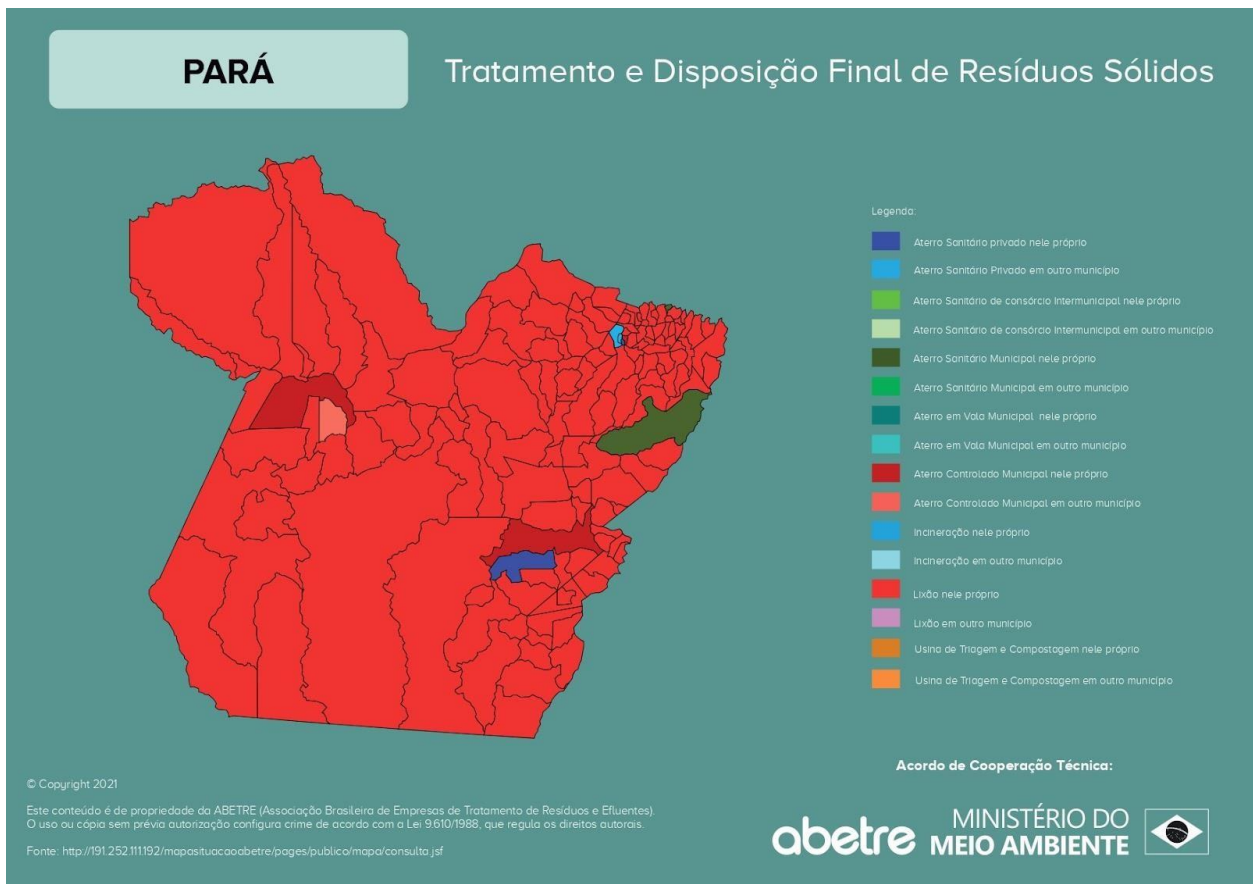 PARÁ
Tratamento e Disposição Final de Resíduos Sólidos
Legenda:
Aterro Sanitário privado nele próprio
Aterro Sanitário Privado em outro município
Aterro Sanitário de consórcio Intermunicipal nele próprio
Aterro Sanitário de consórcio Intermunicipal em outro município
Aterro Sanitário Municipal nele próprio
Aterro Sanitário Municipal em outro município
Aterro em Vala Municipal nele próprio
Aterro em Vala Municipal em outro município
Aterro Controlado Municipal nele próprio
Aterro Controlado Municipal em outro município
Incineração nele próprio
Incineração em outro município
Lixão nele próprio
Lixão em outro município
Usina de Triagem e Compostagem nele próprio
Usina de Triagem e Compostagem em outro município
© Copyright 2021
Este conteúdo é de propriedade da ABETRE (Associação Brasileira de Empresas de Tratamento de Resíduos e Efluentes).
O uso ou cópia sem prévia autorização configura crime de acordo com a Lei 9.610/1988, que regula os direitos autorais.
Fonte: http://191.252.111.192/mapasituacaoabetre/pages/publico/mapa/consulta.jsf
Acordo de Cooperação Técnica:
abetre
MINISTÉRIO DO
MEIO AMBIENTE